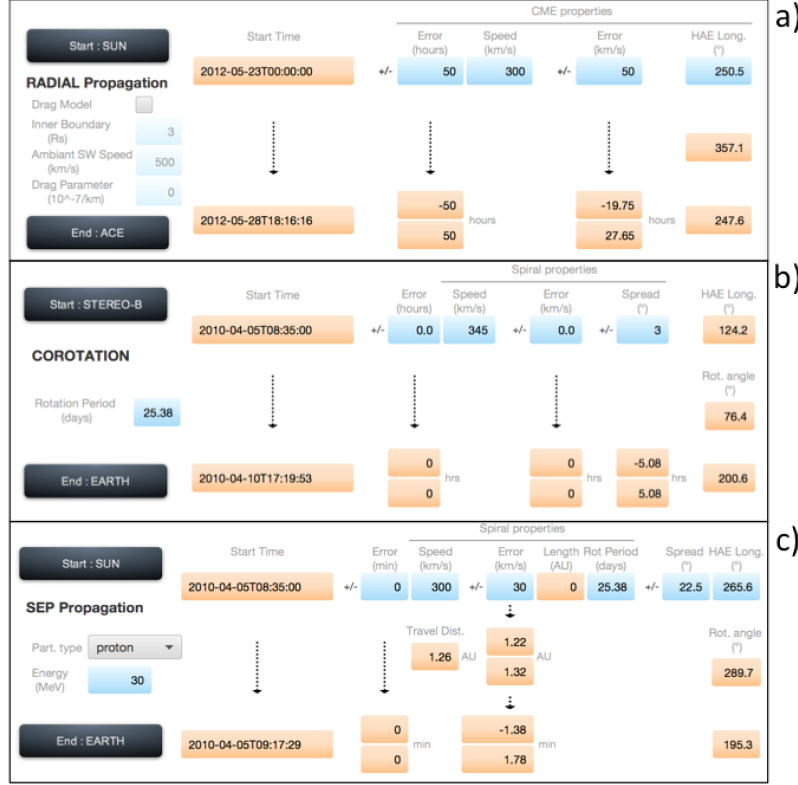 a)
CME properties
Start : SUN
Start Time
Error (hours)
Speed (km/s)
Error (km/s)
HAE Long. (°)
2012-05-23T00:00:00
+/-
50
300
+/-
50
250.5
RADIAL Propagation
Drag Model
Inner Boundary (Rs)
3
357.1
Ambiant SW Speed (km/s)
500
Drag Parameter (10^-7/km)
0
End : ACE
2012-05-28T18:16:16
-50
50
hours
-19.75
27.65
hours
247.6
b)
Spiral properties
Start : STEREO-B
Start Time
Error (hours)
Speed (km/s)
Error (km/s)
Spread (°)
HAE Long. (°)
2010-04-05T08:35:00
+/-
0.0
345
+/-
0.0
+/-
3
124.2
COROTATION
Rot. angle (°)
Rotation Period (days)
25.38
76.4
End : EARTH
2010-04-10T17:19:53
0
0
hrs
0
0
hrs
-5.08
5.08
hrs
200.6
c)
Spiral properties
Start : SUN
Start Time
Error (min)
Speed (km/s)
Error (km/s)
Length (AU)
Rot Period (days)
Spread (°)
HAE Long. (°)
2010-04-05T08:35:00
+/-
0
300
+/-
30
0
25.38
+/-
22.5
265.6
SEP Propagation
Part. type
proton
Travel Dist.
1.26
AU
1.22
1.32
AU
Rot. angle (°)
289.7
Energy (MeV)
30
End : EARTH
2010-04-05T09:17:29
0
0
min
-1.38
1.78
min
195.3